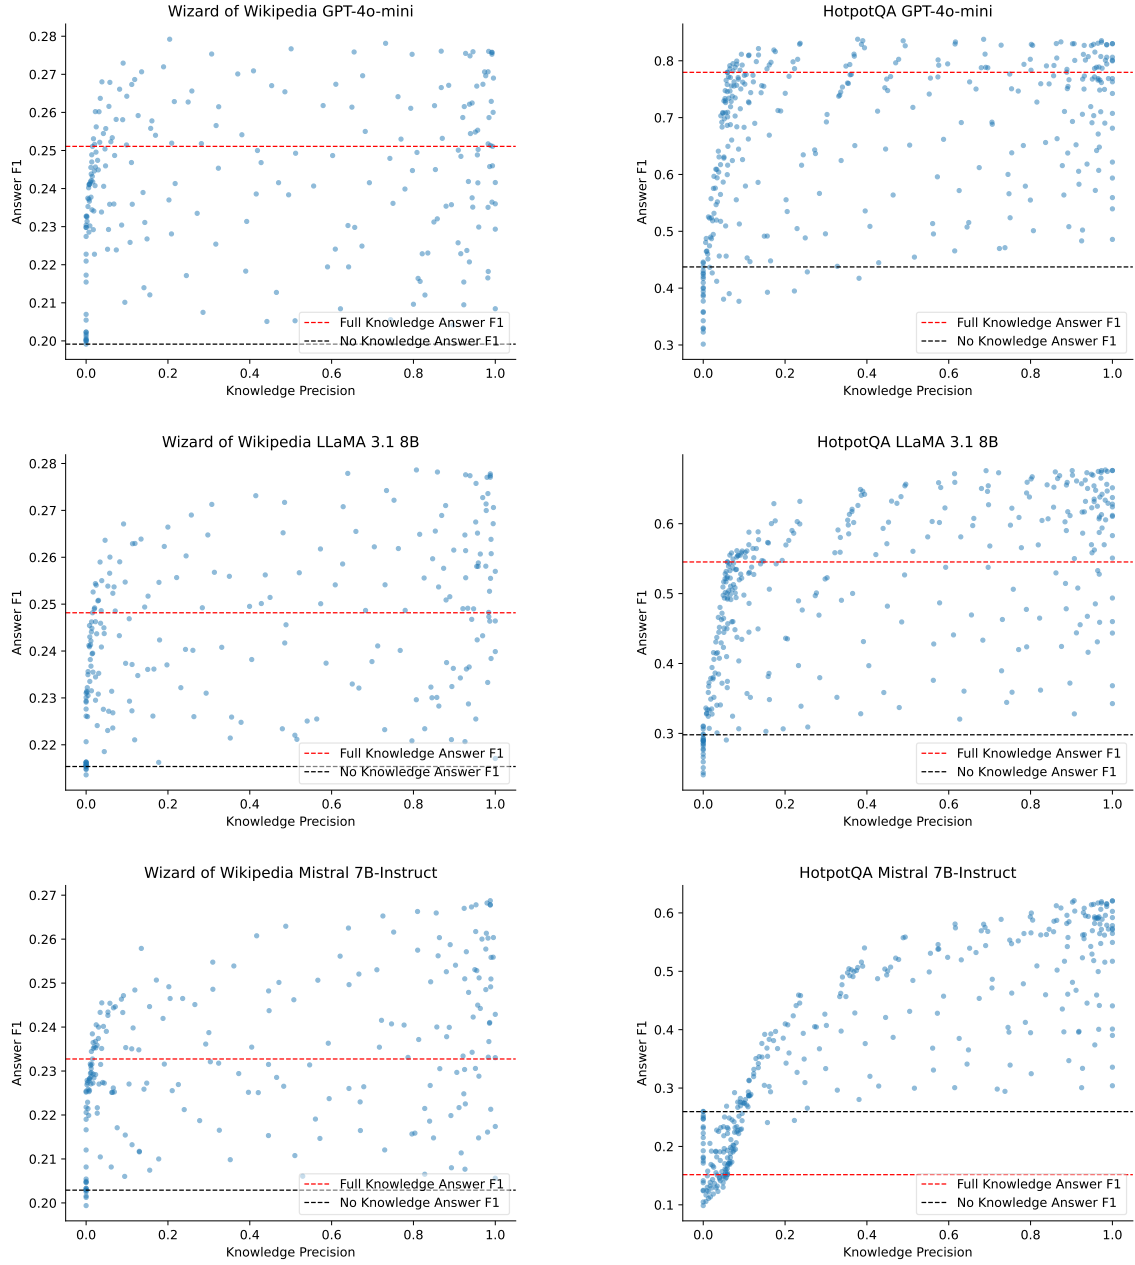 Wizard of Wikipedia GPT-4o-mini
0.28
0.27
0.26
0.25
0.24
0.23
0.22
0.21
0.20
Answer F1
Full Knowledge Answer F1
No Knowledge Answer F1
0.0 0.2 0.4 0.6 0.8 1.0
Knowledge Precision
HotpotQA GPT-4o-mini
0.8
0.7
0.6
0.5
0.4
0.3
Answer F1
Full Knowledge Answer F1
No Knowledge Answer F1
0.0 0.2 0.4 0.6 0.8 1.0
Knowledge Precision
Wizard of Wikipedia LLaMA 3.1 8B
0.28
0.27
0.26
0.25
0.24
0.23
0.22
Answer F1
Full Knowledge Answer F1
No Knowledge Answer F1
0.0 0.2 0.4 0.6 0.8 1.0
Knowledge Precision
HotpotQA LLaMA 3.1 8B
0.6
0.5
0.4
0.3
Answer F1
Full Knowledge Answer F1
No Knowledge Answer F1
0.0 0.2 0.4 0.6 0.8 1.0
Knowledge Precision
Wizard of Wikipedia Mistral 7B-Instruct
0.27
0.26
0.25
0.24
0.23
0.22
0.21
0.20
Answer F1
Full Knowledge Answer F1
No Knowledge Answer F1
0.0 0.2 0.4 0.6 0.8 1.0
Knowledge Precision
HotpotQA Mistral 7B-Instruct
0.6
0.5
0.4
0.3
0.2
0.1
Answer F1
Full Knowledge Answer F1
No Knowledge Answer F1
0.0 0.2 0.4 0.6 0.8 1.0
Knowledge Precision